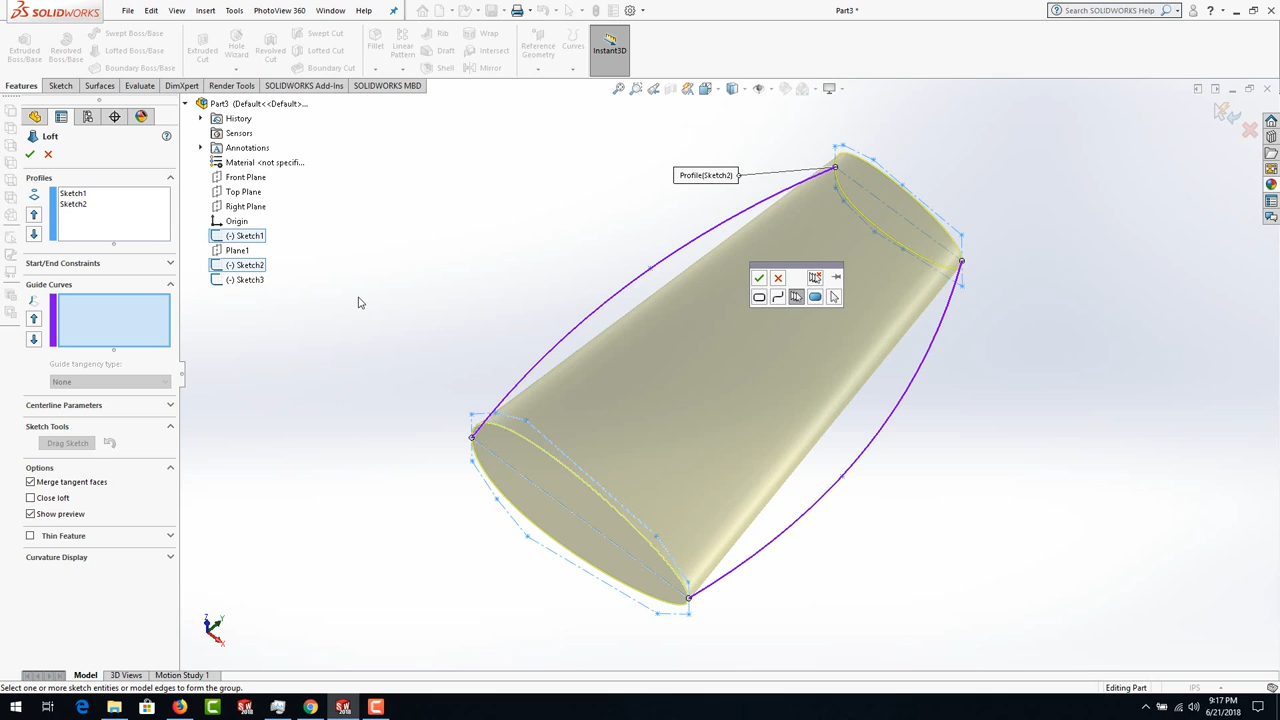 SOLIDWORKS
File Edit View Insert Tools PhotoView 360 Window Help
Part3 *
Search SOLIDWORKS Help
Extruded Boss/Base
Revolved Boss/Base
Swept Boss/Base
Lofted Boss/Base
Boundary Boss/Base
Extruded Cut
Hole Wizard
Revolved Cut
Swept Cut
Lofted Cut
Boundary Cut
Fillet
Linear Pattern
Rib
Draft
Shell
Wrap
Intersect
Mirror
Reference Geometry
Curves
Instant3D
Features Sketch Surfaces Evaluate DimXpert Render Tools SOLIDWORKS Add-Ins SOLIDWORKS MBD
Loft
Profiles
Sketch1
Sketch2
Start/End Constraints
Guide Curves
Guide tangency type:
None
Centerline Parameters
Sketch Tools
Drag Sketch
Options
Merge tangent faces
Close loft
Show preview
Thin Feature
Curvature Display
Part3 (Default<<Default>...
History
Sensors
Annotations
Material <not specifi...
Front Plane
Top Plane
Right Plane
Origin
(-) Sketch1
Plane1
(-) Sketch2
(-) Sketch3
Profile(Sketch2)
Z
Y
X
Model 3D Views Motion Study 1
Select one or more sketch entities or model edges to form the group.
Editing Part
IPS
9:17 PM
6/21/2018